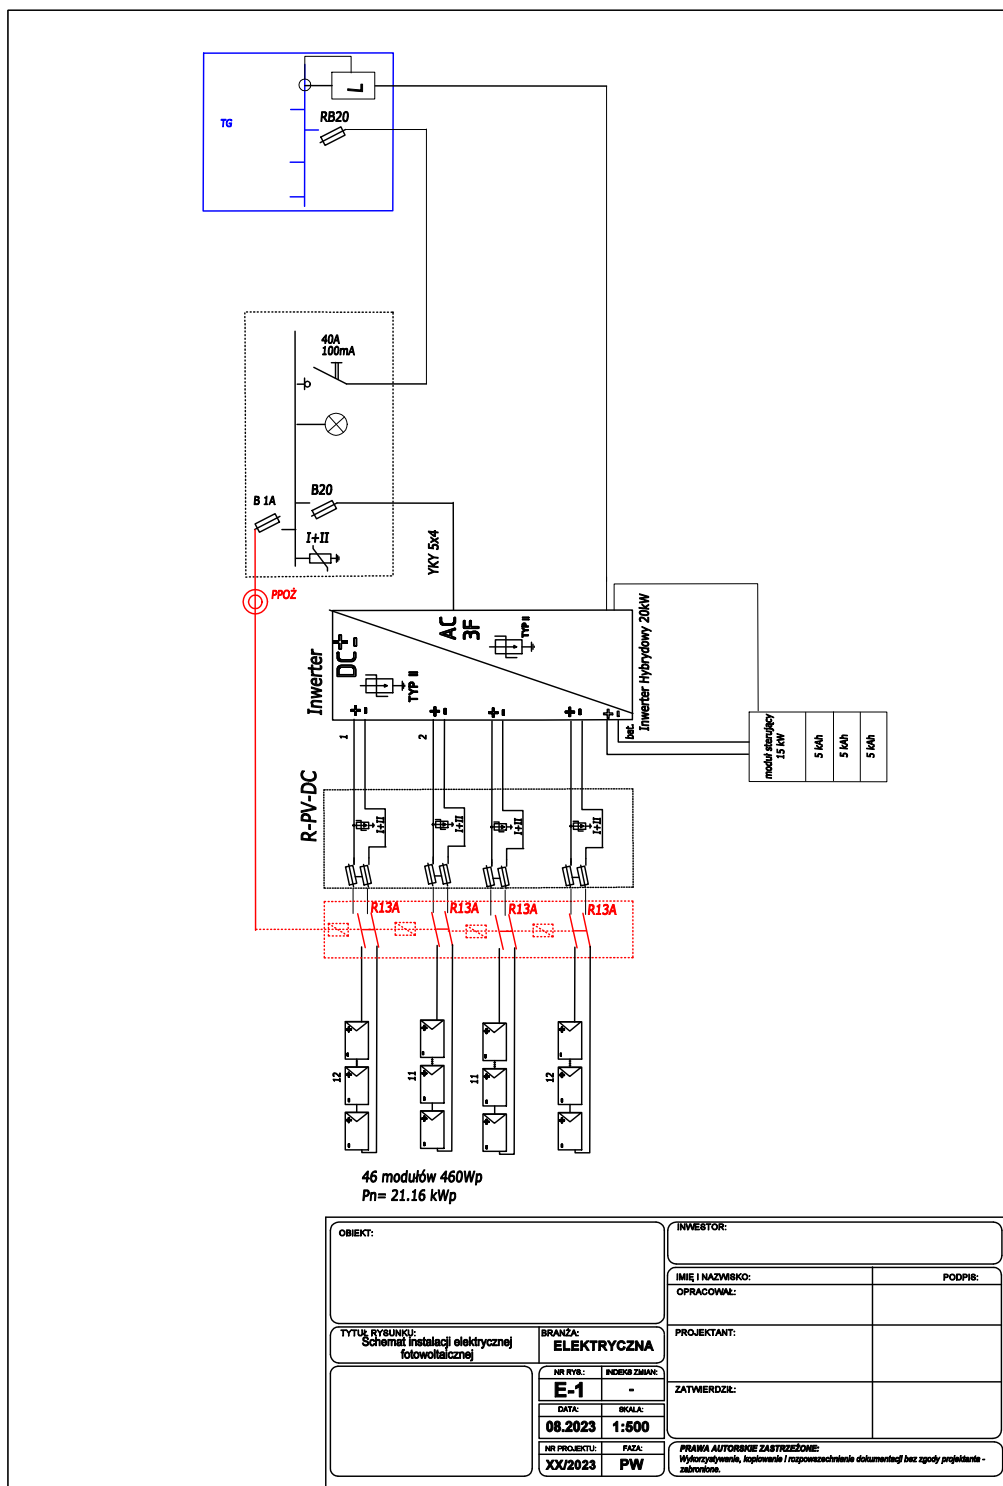 TG
L
RB20
40A
100mA
B 1A
B20
I+II
YKY 5x4
PPOŻ
Inwerter
DC
AC
3F
TYP II
TYP II
Inwerter Hybrydowy 20kW
bat.
1
2
moduł sterujący
15 kW
5 kAh
5 kAh
5 kAh
R-PV-DC
I+II
I+II
I+II
I+II
R13A
R13A
R13A
R13A
12
11
11
12
46 modułów 460Wp
Pn= 21.16 kWp
OBIEKT:
INWESTOR:
IMIĘ I NAZWISKO:
PODPIS:
OPRACOWAŁ:
PROJEKTANT:
ZATWIERDZIŁ:
TYTUŁ RYSUNKU:
Schemat instalacji elektrycznej
fotowoltaicznej
BRANŻA:
ELEKTRYCZNA
NR RYS.:
INDEKS ZMIAN:
E-1
-
DATA:
SKALA:
08.2023
1:500
NR PROJEKTU:
FAZA:
XX/2023
PW
PRAWA AUTORSKIE ZASTRZEŻONE:
Wykorzystywanie, kopiowanie i rozpowszechnianie dokumentacji bez zgody projektanta -
zabronione.